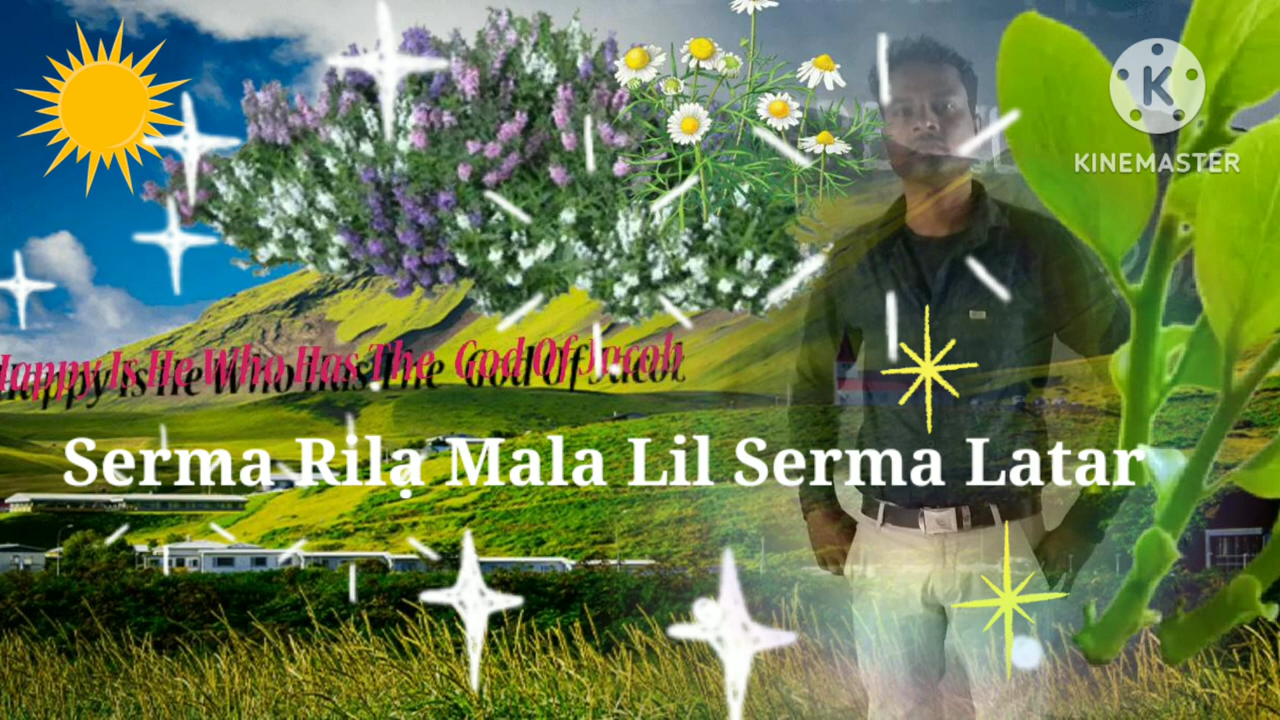 KINEMASTER
Happy Is He Who Has The God Of Jacob
Serma Rilạ Mala Lil Serma Latar